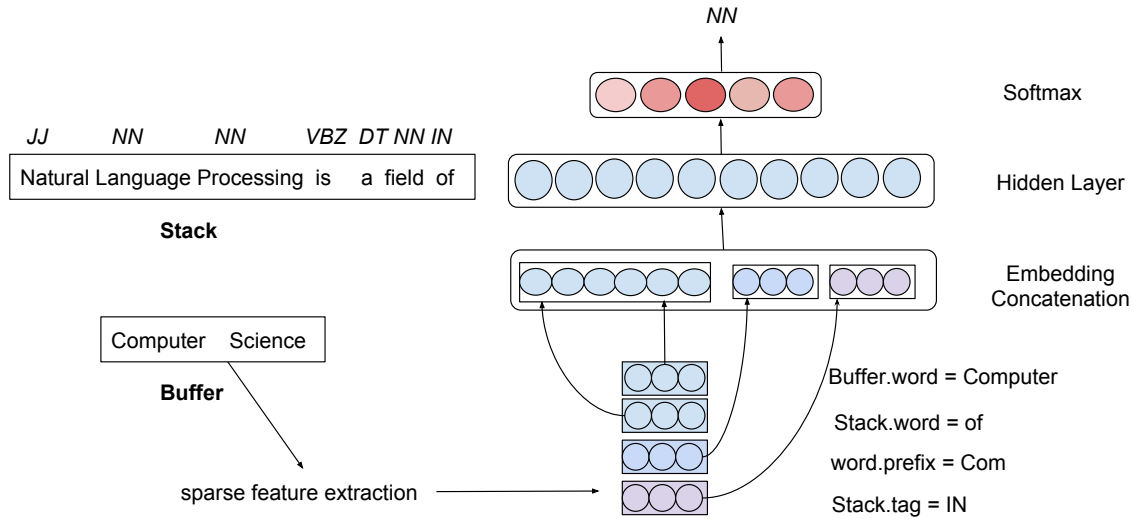 NN
Softmax
JJ NN NN VBZ DT NN IN
Natural Language Processing is a field of
Stack
Hidden Layer
Embedding
Concatenation
Computer Science
Buffer
Buffer.word = Computer
Stack.word = of
word.prefix = Com
sparse feature extraction
Stack.tag = IN